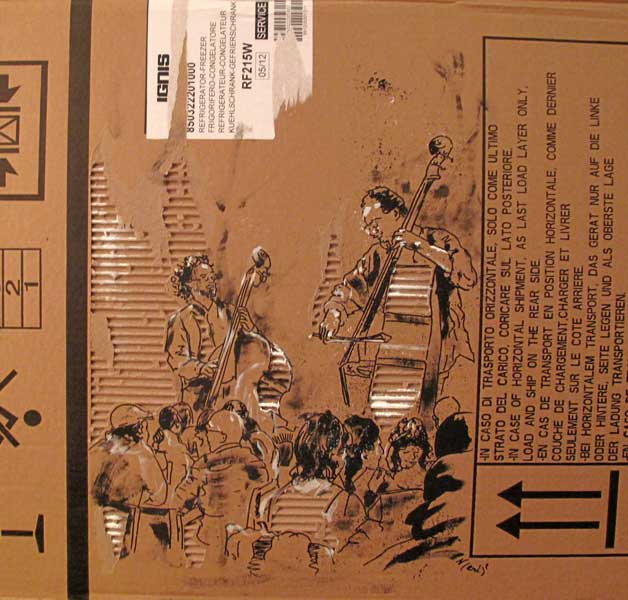 IGNIS
850322201000
REFRIGERATOR-FREEZER
FRIGORIFERO-CONGELATORE
REFRIGERATEUR-CONGELATEUR
KUEHLSCHRANK-GEFRIERSCHRANK
RF215W
05/12
SERVICE
2
1
-IN CASO DI TRASPORTO ORIZZONTALE, SOLO COME ULTIMO
STRATO DEL CARICO, CORICARE SUL LATO POSTERIORE.
-IN CASE OF HORIZONTAL SHIPMENT, AS LAST LOAD LAYER ONLY,
LOAD AND SHIP ON THE REAR SIDE.
-EN CAS DE TRANSPORT EN POSITION HORIZONTALE, COMME DERNIER
COUCHE DE CHARGEMENT,CHARGER ET LIVRER
SEULEMENT SUR LE COTE ARRIERE.
-BEI HORIZONTALEM TRANSPORT, DAS GERAT NUR AUF DIE LINKE
ODER HINTERE, SEITE LEGEN UND ALS OBERSTE LAGE
DER LADUNG TRANSPORTIEREN.